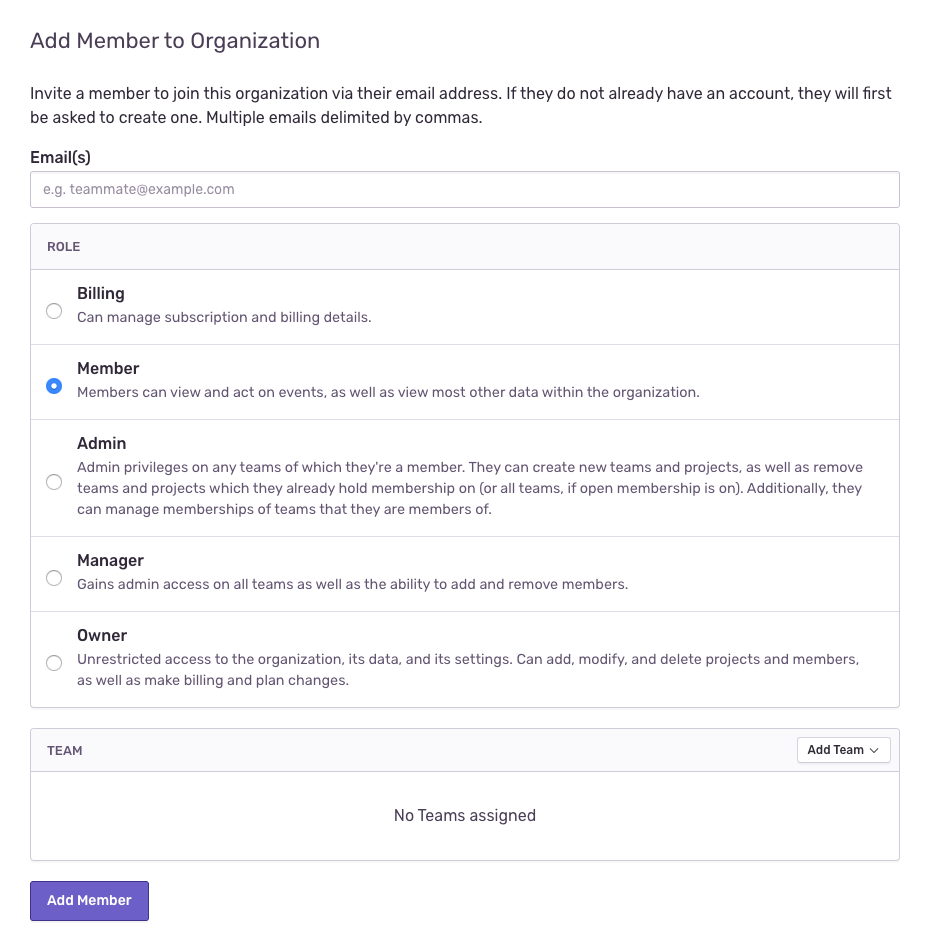 Add Member to Organization
Invite a member to join this organization via their email address. If they do not already have an account, they will first
be asked to create one. Multiple emails delimited by commas.
Email(s)
e.g. teammate@example.com
ROLE
Billing
Can manage subscription and billing details.
Member
Members can view and act on events, as well as view most other data within the organization.
Admin
Admin privileges on any teams of which they're a member. They can create new teams and projects, as well as remove
teams and projects which they already hold membership on (or all teams, if open membership is on). Additionally, they
can manage memberships of teams that they are members of.
Manager
Gains admin access on all teams as well as the ability to add and remove members.
Owner
Unrestricted access to the organization, its data, and its settings. Can add, modify, and delete projects and members,
as well as make billing and plan changes.
TEAM
Add Team
No Teams assigned
Add Member